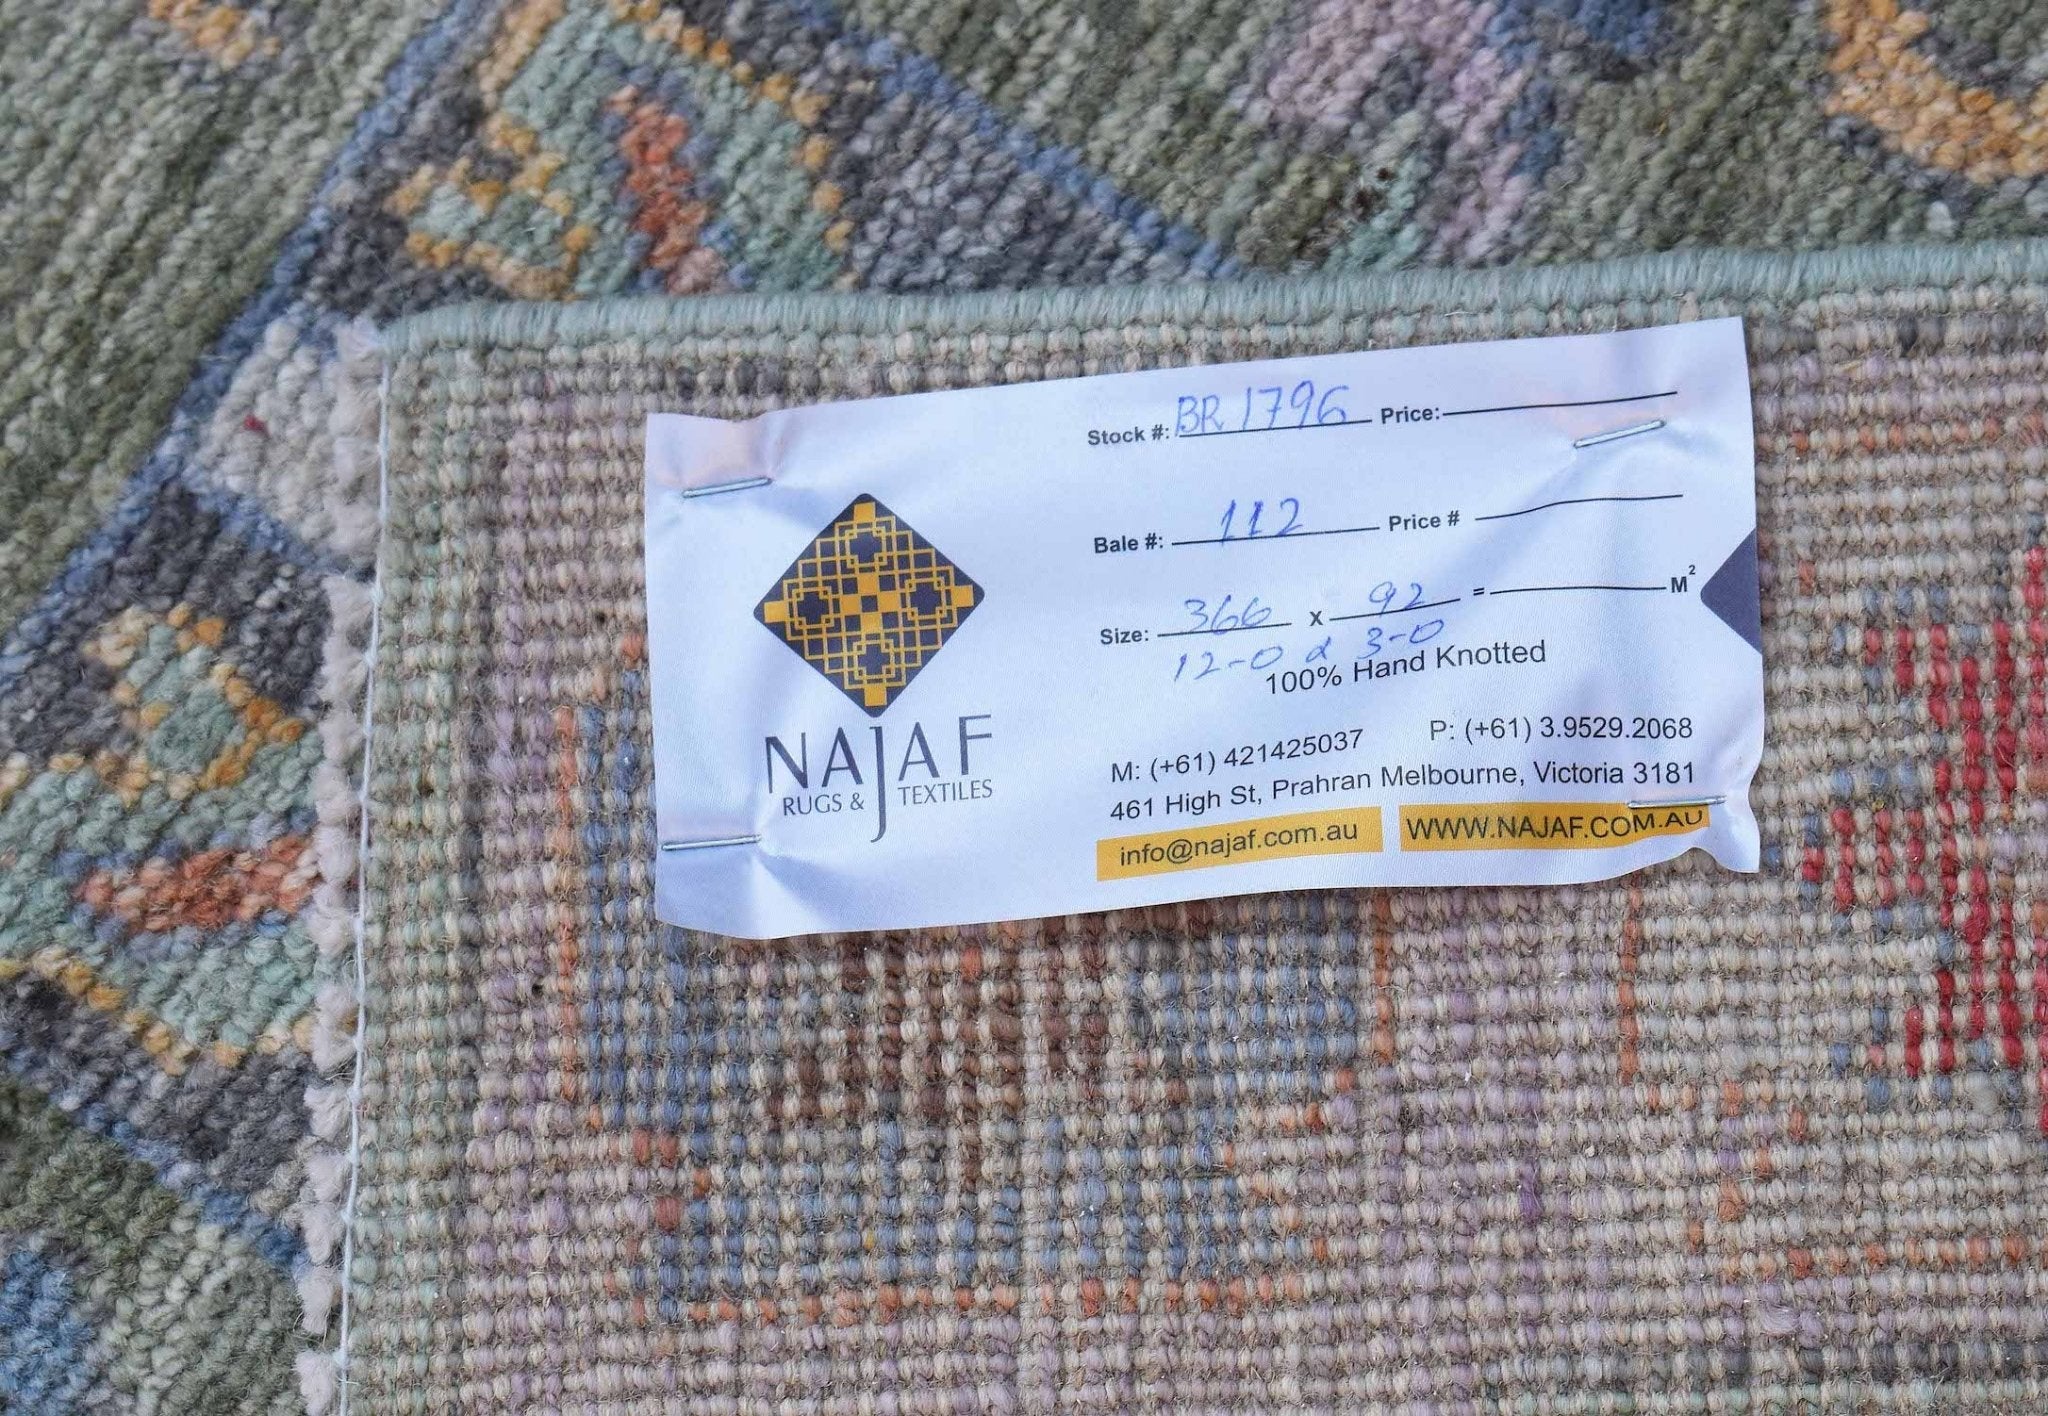 NAJAF
RUGS & TEXTILES
Stock #: BR1796 Price:
Bale #: 112 Price #
Size: 366 x 92 = M²
12-0 x 3-0
100% Hand Knotted
M: (+61) 421425037 P: (+61) 3.9529.2068
461 High St, Prahran Melbourne, Victoria 3181
info@najaf.com.au WWW.NAJAF.COM.AU